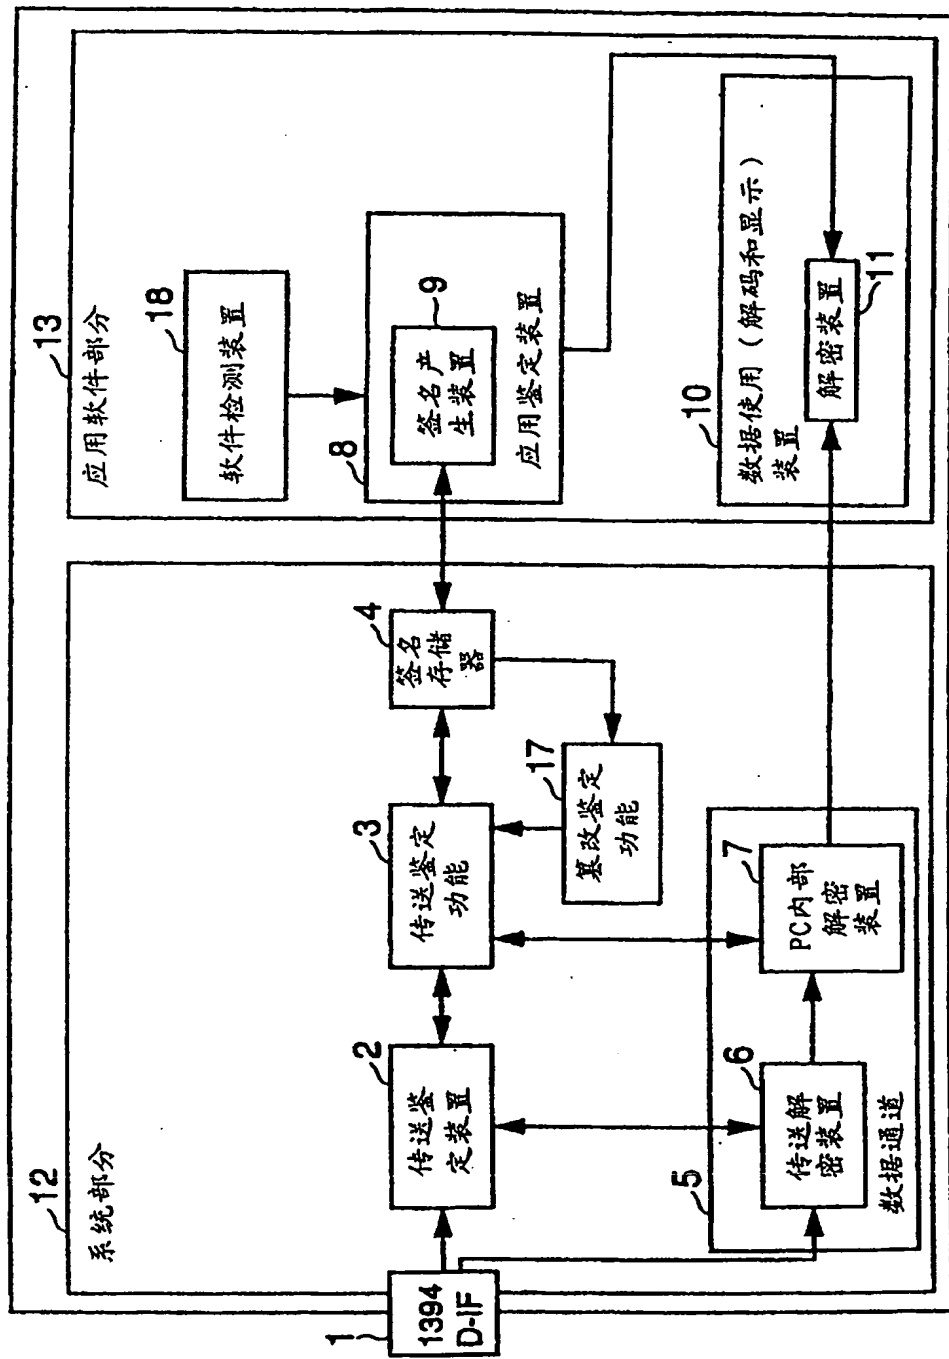 12
系统部分
1
1394
D-IF
2
传送鉴
定装置
3
传送鉴定
功能
4
签名
存储
器
17
篡改鉴定
功能
5
6
传送解
密装置
数据通道
7
PC内部
解密装
置
13
应用软件部分
18
软件检测装置
8
9
签名产
生装置
应用鉴定装置
10
数据使用（解码和显示）
装置
解密装置
11